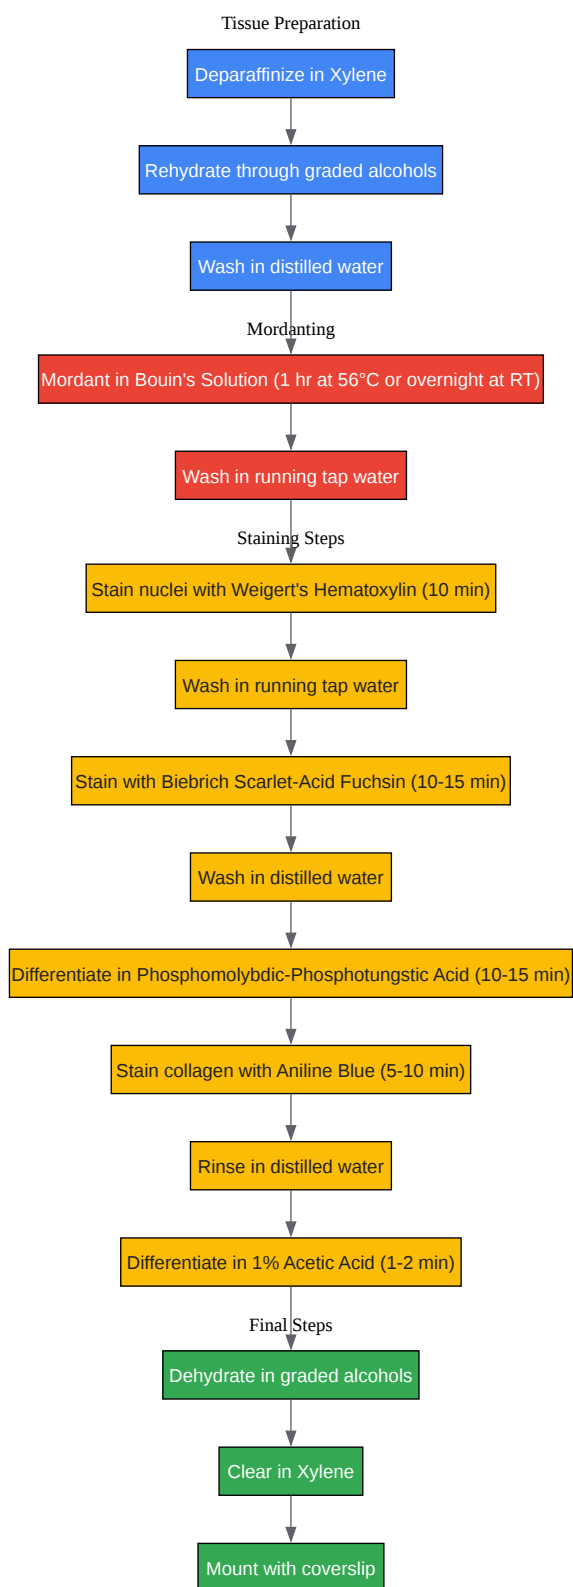 Tissue Preparation
Deparaffinize in Xylene
Rehydrate through graded alcohols
Wash in distilled water
Mordanting
Mordant in Bouin's Solution (1 hr at 56°C or overnight at RT)
Wash in running tap water
Staining Steps
Stain nuclei with Weigert's Hematoxylin (10 min)
Wash in running tap water
Stain with Biebrich Scarlet-Acid Fuchsin (10-15 min)
Wash in distilled water
Differentiate in Phosphomolybdic-Phosphotungstic Acid (10-15 min)
Stain collagen with Aniline Blue (5-10 min)
Rinse in distilled water
Differentiate in 1% Acetic Acid (1-2 min)
Final Steps
Dehydrate in graded alcohols
Clear in Xylene
Mount with coverslip